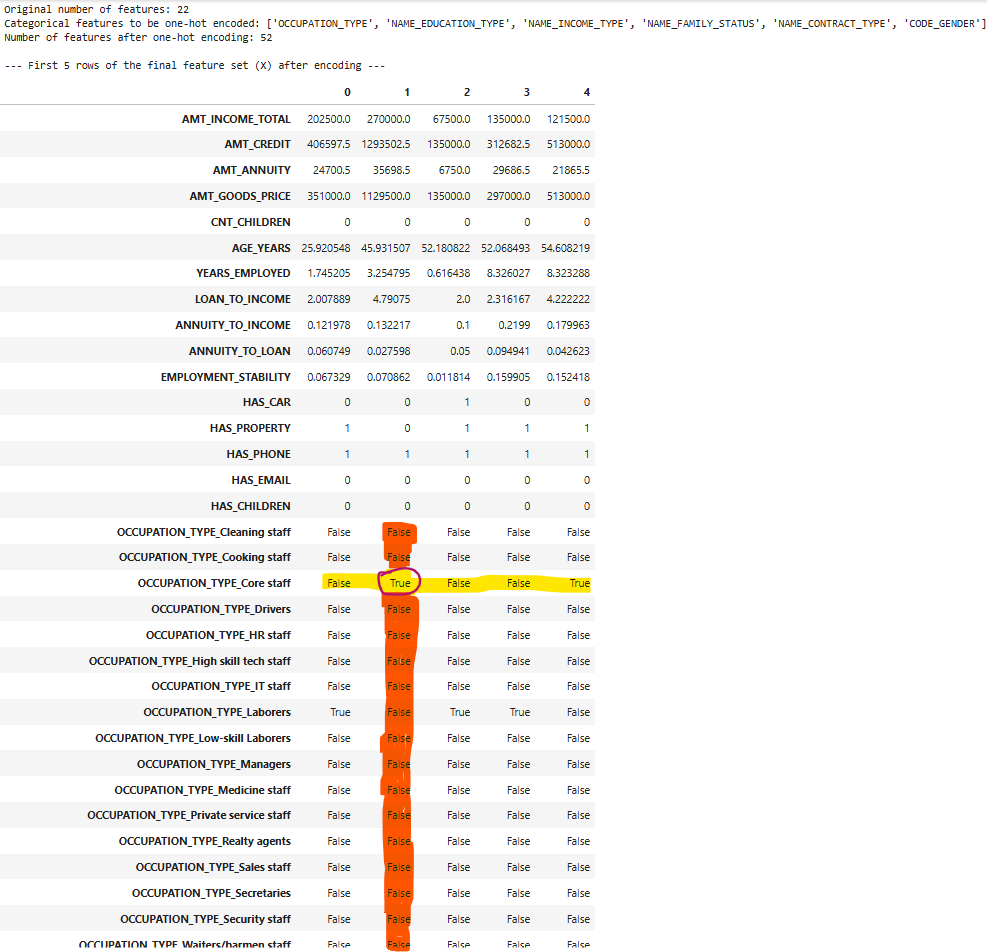 Original number of features: 22
Categorical features to be one-hot encoded: ['OCCUPATION_TYPE', 'NAME_EDUCATION_TYPE', 'NAME_INCOME_TYPE', 'NAME_FAMILY_STATUS', 'NAME_CONTRACT_TYPE', 'CODE_GENDER']
Number of features after one-hot encoding: 52
--- First 5 rows of the final feature set (X) after encoding ---
0 1 2 3 4
AMT_INCOME_TOTAL 202500.0 270000.0 67500.0 135000.0 121500.0
AMT_CREDIT 406597.5 1293502.5 135000.0 312682.5 513000.0
AMT_ANNUITY 24700.5 35698.5 6750.0 29686.5 21865.5
AMT_GOODS_PRICE 351000.0 1129500.0 135000.0 297000.0 513000.0
CNT_CHILDREN 0 0 0 0 0
AGE_YEARS 25.920548 45.931507 52.180822 52.068493 54.608219
YEARS_EMPLOYED 1.745205 3.254795 0.616438 8.326027 8.323288
LOAN_TO_INCOME 2.007889 4.79075 2.0 2.316167 4.222222
ANNUITY_TO_INCOME 0.121978 0.132217 0.1 0.2199 0.179963
ANNUITY_TO_LOAN 0.060749 0.027598 0.05 0.094941 0.042623
EMPLOYMENT_STABILITY 0.067329 0.070862 0.011814 0.159905 0.152418
HAS_CAR 0 0 1 0 0
HAS_PROPERTY 1 0 1 1 1
HAS_PHONE 1 1 1 1 1
HAS_EMAIL 0 0 0 0 0
HAS_CHILDREN 0 0 0 0 0
OCCUPATION_TYPE_Cleaning staff False False False False False
OCCUPATION_TYPE_Cooking staff False False False False False
OCCUPATION_TYPE_Core staff False True False False True
OCCUPATION_TYPE_Drivers False False False False False
OCCUPATION_TYPE_HR staff False False False False False
OCCUPATION_TYPE_High skill tech staff False False False False False
OCCUPATION_TYPE_IT staff False False False False False
OCCUPATION_TYPE_Laborers True False True True False
OCCUPATION_TYPE_Low-skill Laborers False False False False False
OCCUPATION_TYPE_Managers False False False False False
OCCUPATION_TYPE_Medicine staff False False False False False
OCCUPATION_TYPE_Private service staff False False False False False
OCCUPATION_TYPE_Realty agents False False False False False
OCCUPATION_TYPE_Sales staff False False False False False
OCCUPATION_TYPE_Secretaries False False False False False
OCCUPATION_TYPE_Security staff False False False False False
OCCUPATION_TYPE_Waiters/barmen staff False False False False False